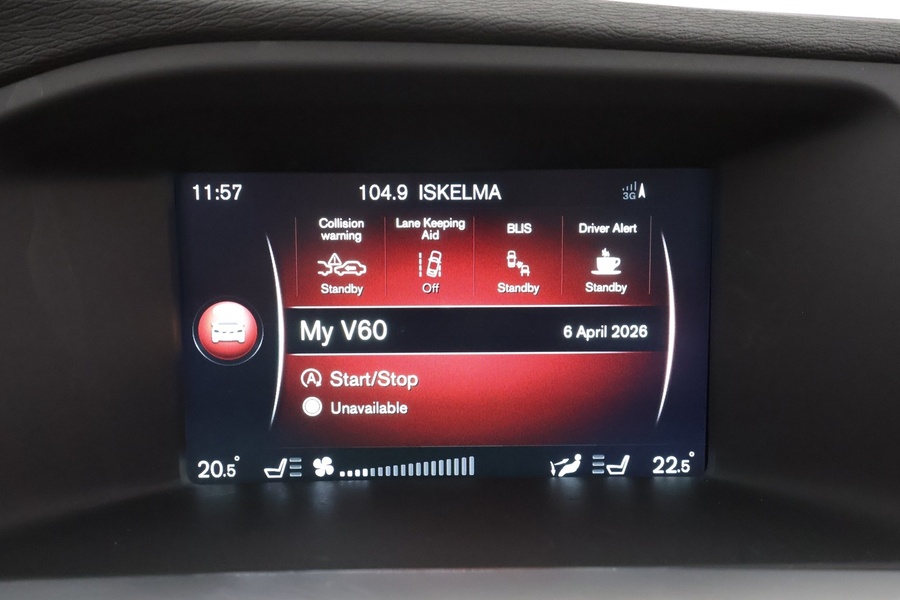 11:57 104.9 ISKELMA 3G
Collision warning
Lane Keeping Aid
BLIS
Driver Alert
Standby
Off
Standby
Standby
My V60
6 April 2026
A Start/Stop
Unavailable
20.5°
22.5°